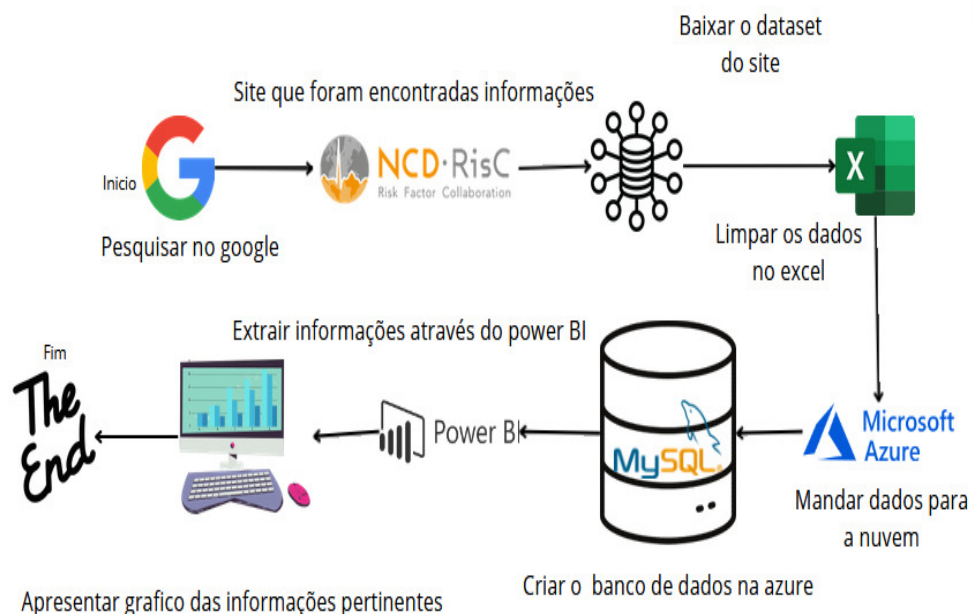 Baixar o dataset
do site
Site que foram encontradas informações
NCD·RisC
Risk Factor Collaboration
Inicio
X
Pesquisar no google
Limpar os dados
no excel
Extrair informações através do power BI
Fim
The
End
Power BI
MySQL®
Microsoft
Azure
Mandar dados para
a nuvem
Criar o banco de dados na azure
Apresentar grafico das informações pertinentes